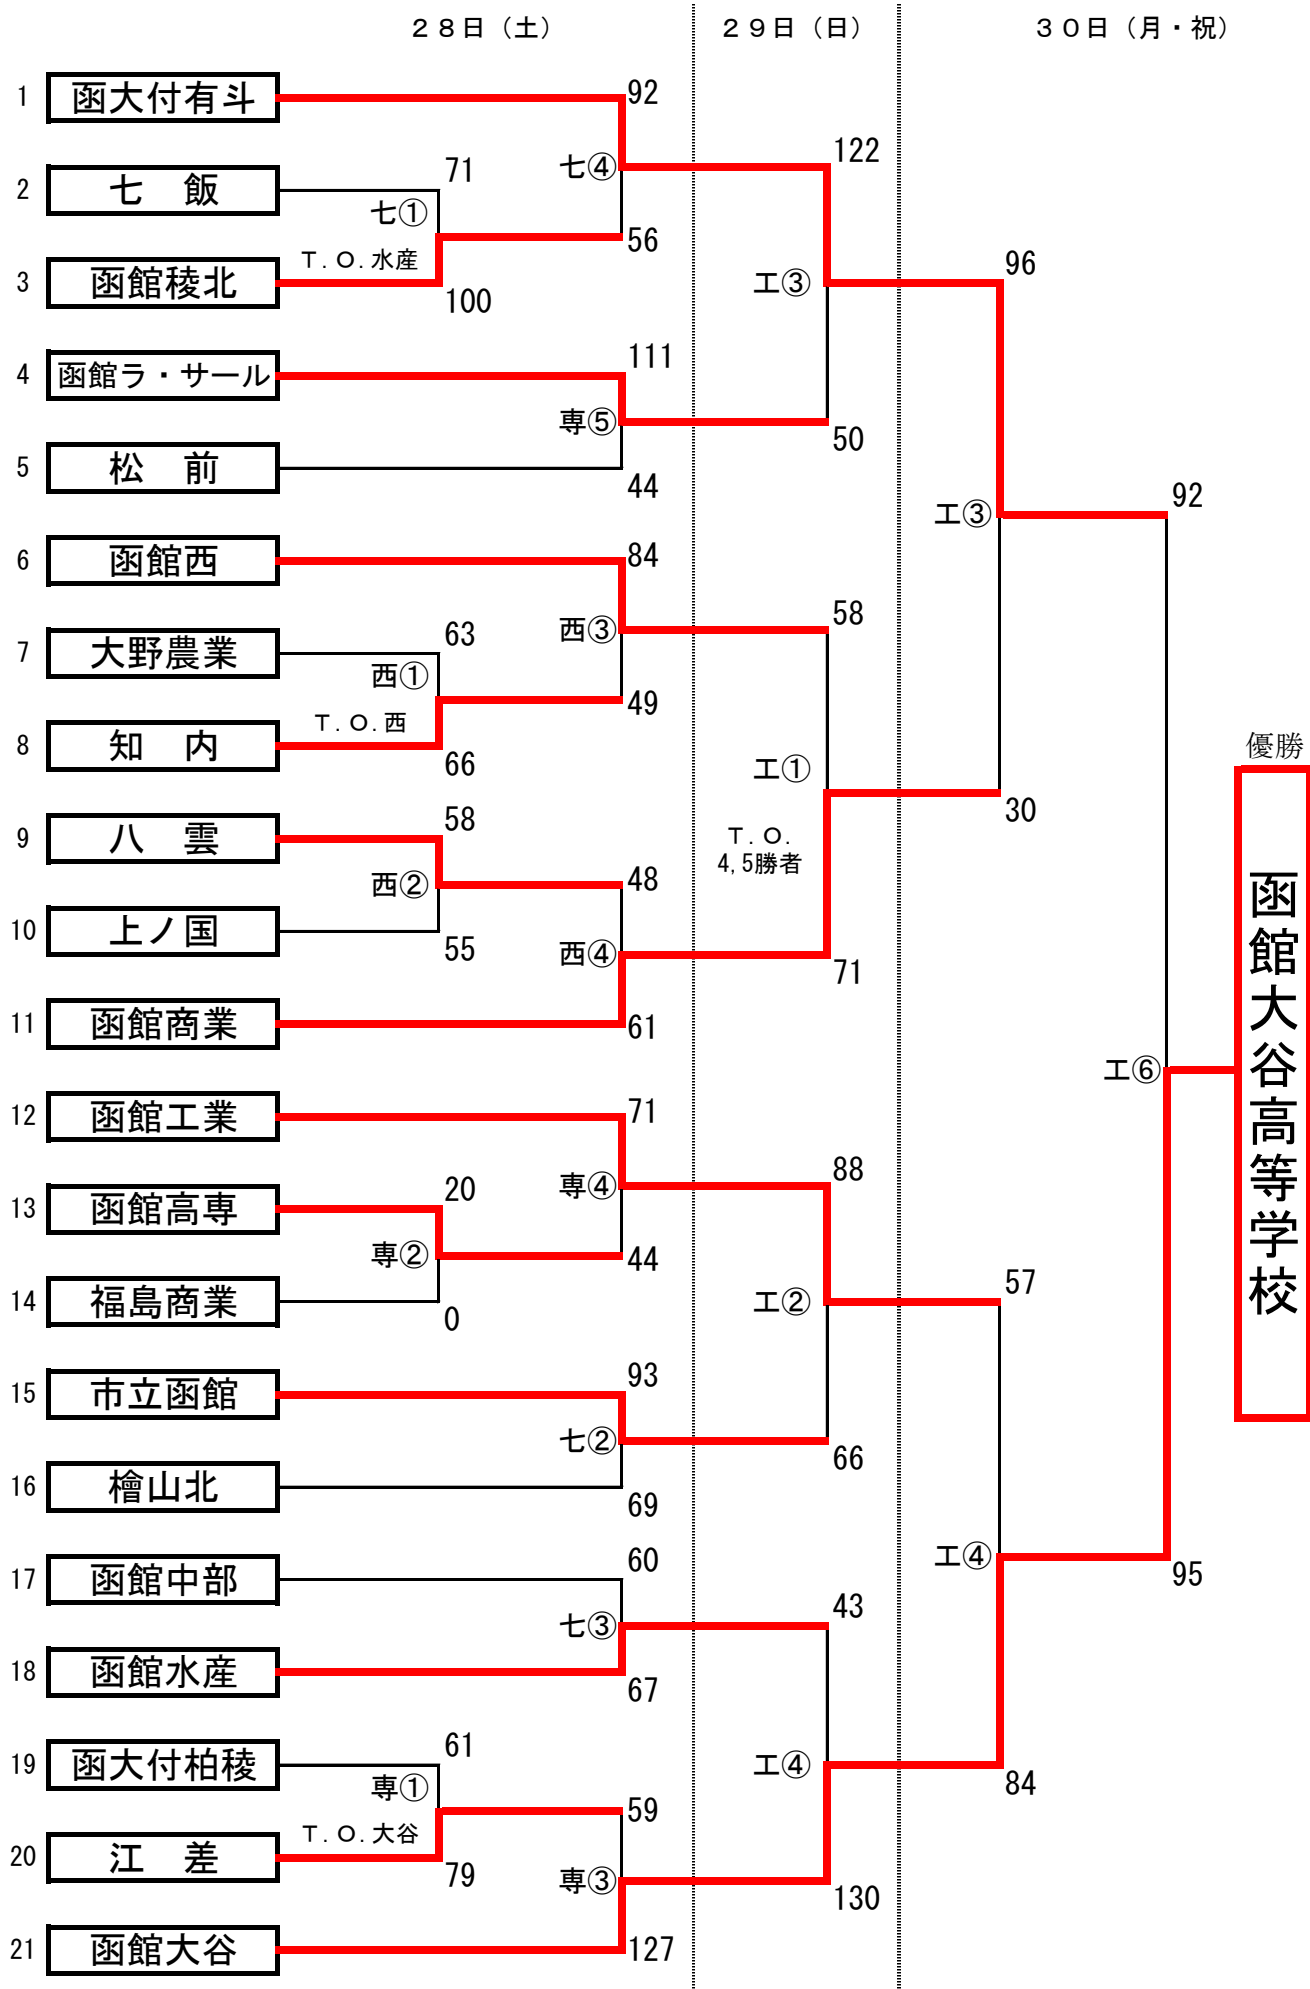 ２８日（土）
２９日（日）
３０日（月・祝）
1 函大付有斗
92
122
2 七　飯
71
七④
七①
56
3 函館稜北
T.O.水産
100
工③
96
4 函館ラ・サール
111
専⑤
50
5 松　前
44
工③
92
6 函館西
84
58
7 大野農業
63
西③
西①
49
8 知　内
T.O.西
66
工①
優勝
9 八　雲
58
T.O.
4,5勝者
30
西②
48
10 上ノ国
55
西④
71
11 函館商業
61
函館大谷高等学校
工⑥
12 函館工業
71
88
13 函館高専
20
専④
専②
44
14 福島商業
0
工②
57
15 市立函館
93
七②
66
16 檜山北
69
工④
95
17 函館中部
60
七③
43
18 函館水産
67
19 函大付柏稜
61
工④
84
専①
59
20 江　差
T.O.大谷
79
専③
130
21 函館大谷
127